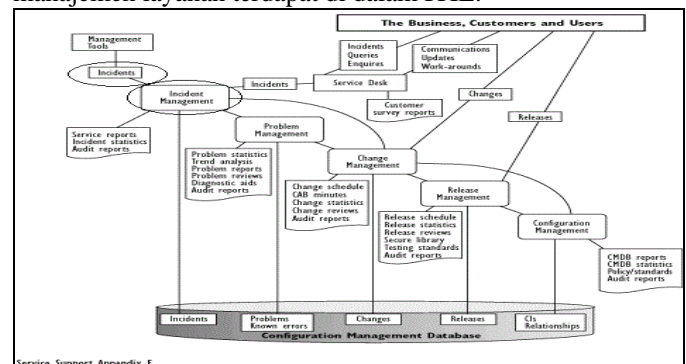 manajemen layanan terdapat di dalam ITIL.
The Business, Customers and Users
Management
Tools
Incidents
Queries
Enquires
Communications
Updates
Work-arounds
Incidents
Incidents
Service Desk
Changes
Incident
Management
Customer
survey reports
Releases
Problem
Management
Service reports
Incident statistics
Audit reports
Change
Management
Problem statistics
Trend analysis
Problem reports
Problem reviews
Diagnostic aids
Audit reports
Release
Management
Change schedule
CAB minutes
Change statistics
Change reviews
Audit reports
Configuration
Management
Release schedule
Release statistics
Release reviews
Secure library
Testing standards
Audit reports
CMDB reports
CMDB statistics
Policy/standards
Audit reports
Incidents
Problems
Known errors
Changes
Releases
CIs
Relationships
Configuration Management Database
Service Support Appendix